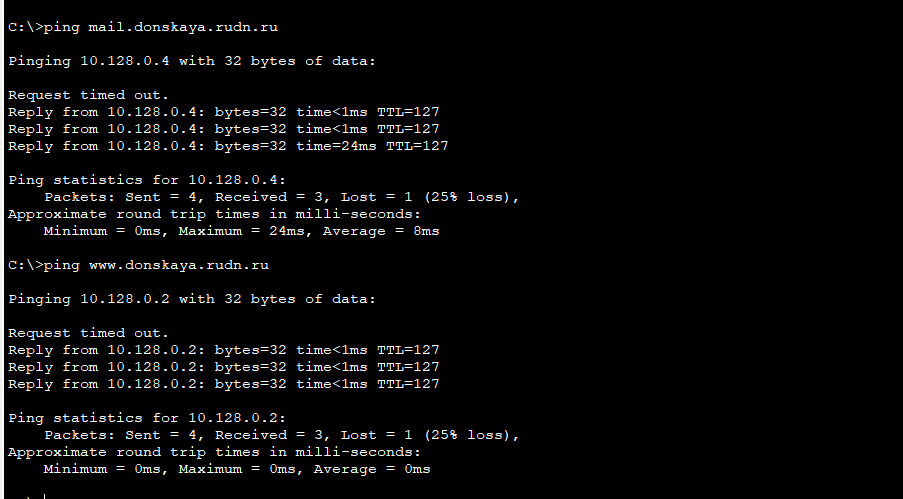 C:\>ping mail.donskaya.rudn.ru
Pinging 10.128.0.4 with 32 bytes of data:
Request timed out.
Reply from 10.128.0.4: bytes=32 time<1ms TTL=127
Reply from 10.128.0.4: bytes=32 time<1ms TTL=127
Reply from 10.128.0.4: bytes=32 time=24ms TTL=127
Ping statistics for 10.128.0.4:
    Packets: Sent = 4, Received = 3, Lost = 1 (25% loss),
Approximate round trip times in milli-seconds:
    Minimum = 0ms, Maximum = 24ms, Average = 8ms
C:\>ping www.donskaya.rudn.ru
Pinging 10.128.0.2 with 32 bytes of data:
Request timed out.
Reply from 10.128.0.2: bytes=32 time<1ms TTL=127
Reply from 10.128.0.2: bytes=32 time<1ms TTL=127
Reply from 10.128.0.2: bytes=32 time<1ms TTL=127
Ping statistics for 10.128.0.2:
    Packets: Sent = 4, Received = 3, Lost = 1 (25% loss),
Approximate round trip times in milli-seconds:
    Minimum = 0ms, Maximum = 0ms, Average = 0ms